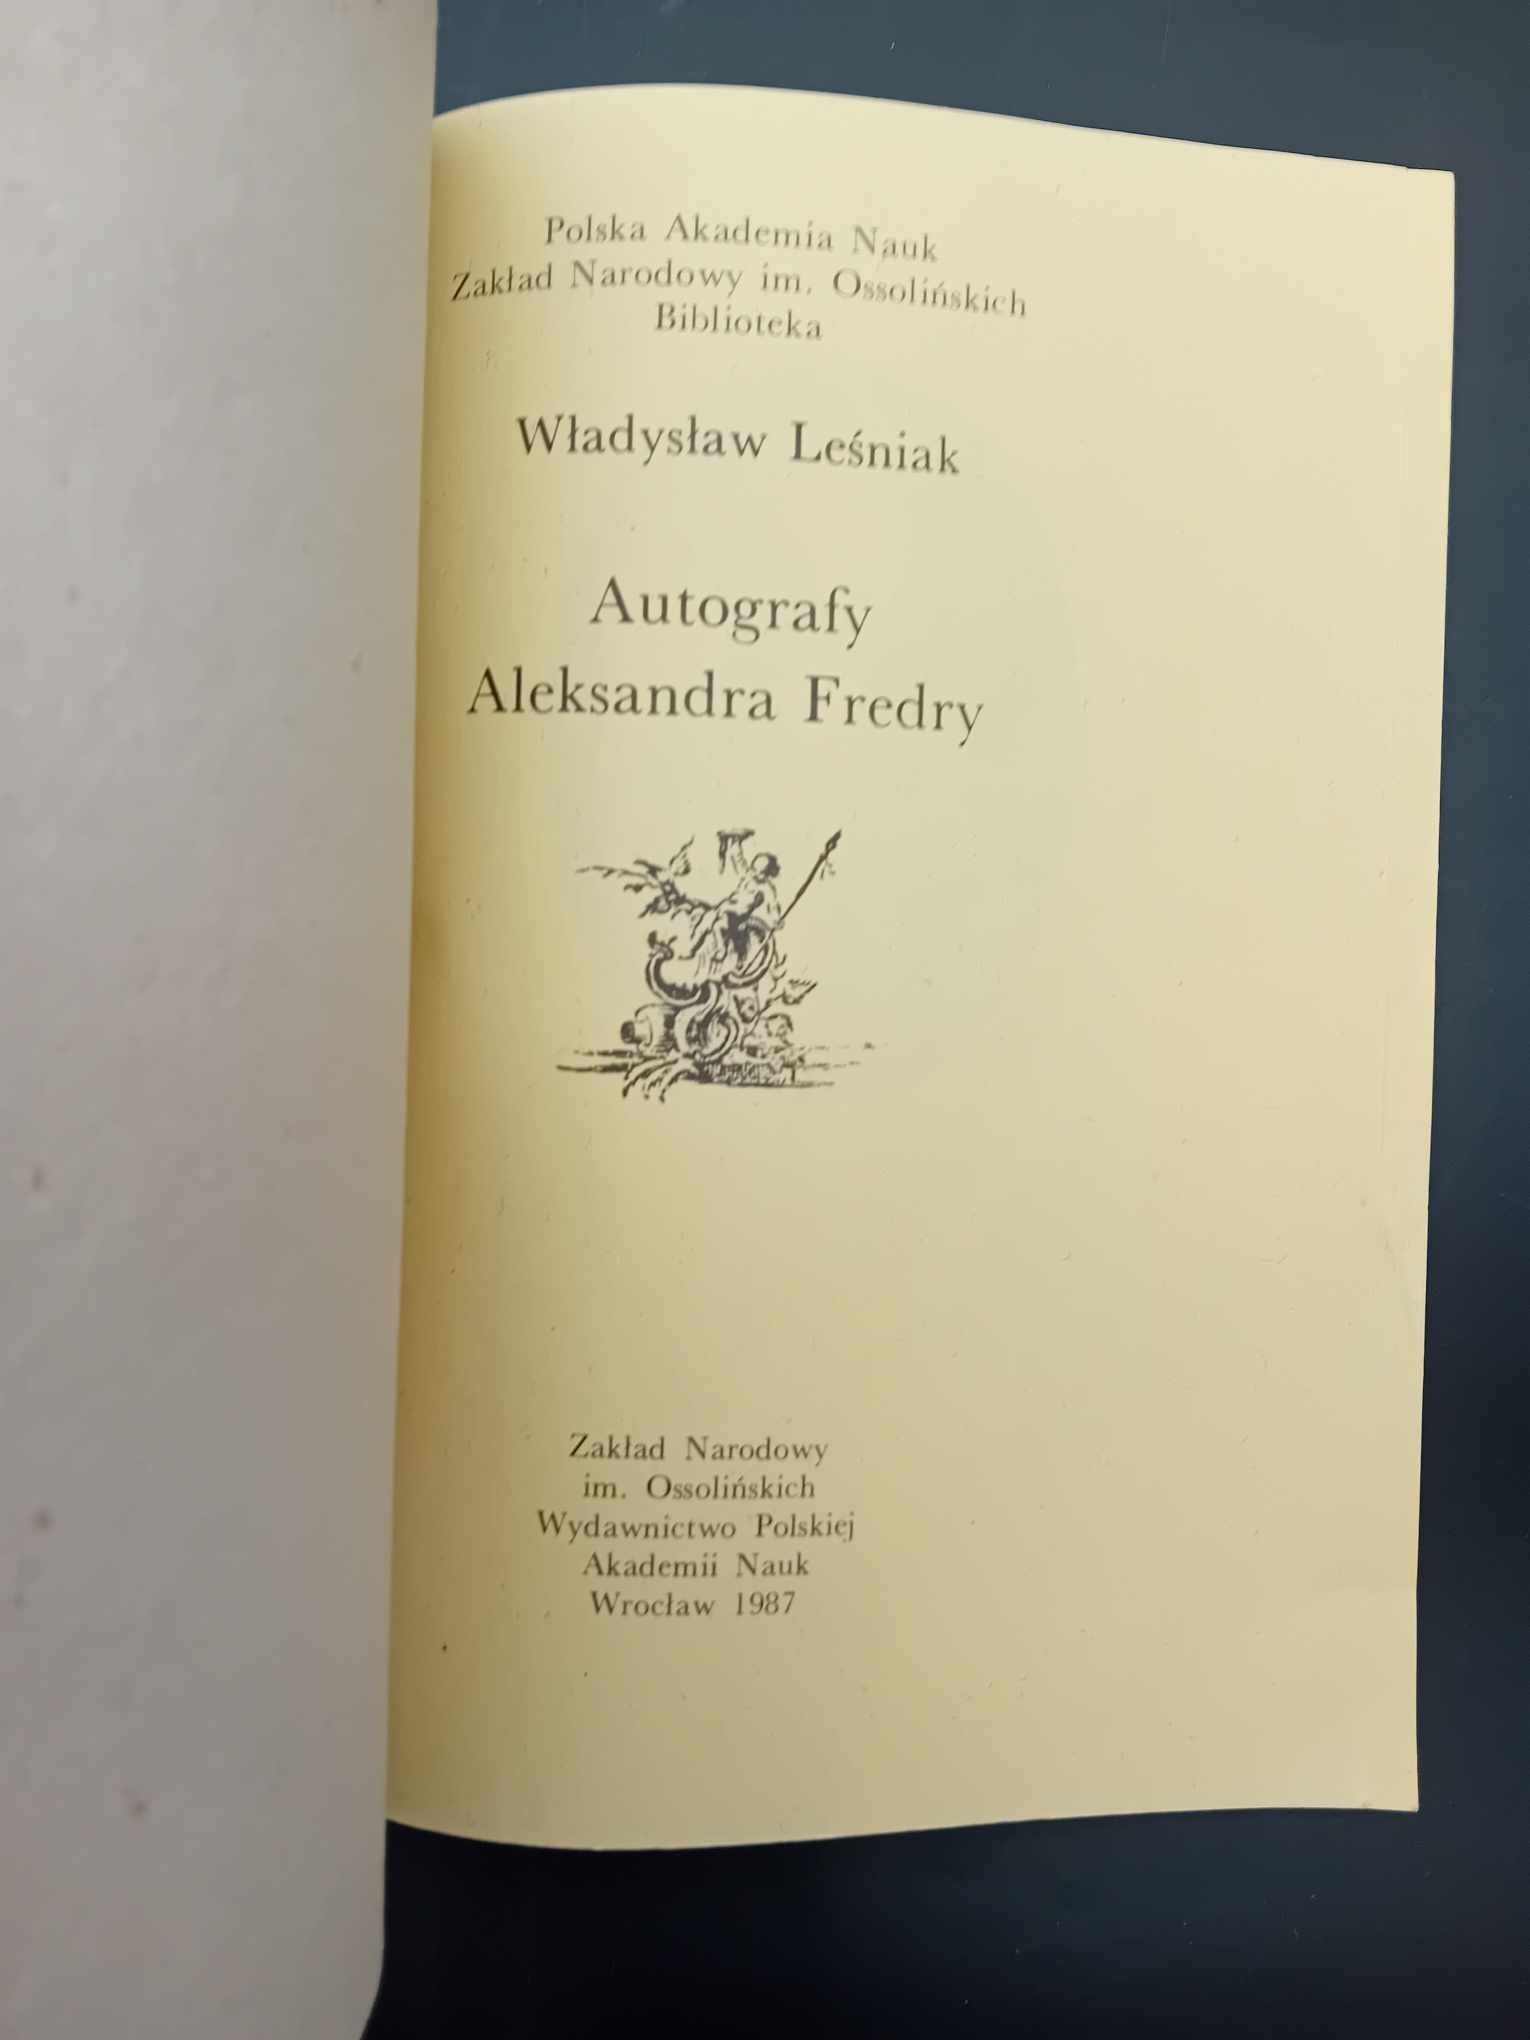 Polska Akademia Nauk
Zakład Narodowy im. Ossolińskich
Biblioteka
Władysław Leśniak
Autografy
Aleksandra Fredry
Zakład Narodowy
im. Ossolińskich
Wydawnictwo Polskiej
Akademii Nauk
Wrocław 1987